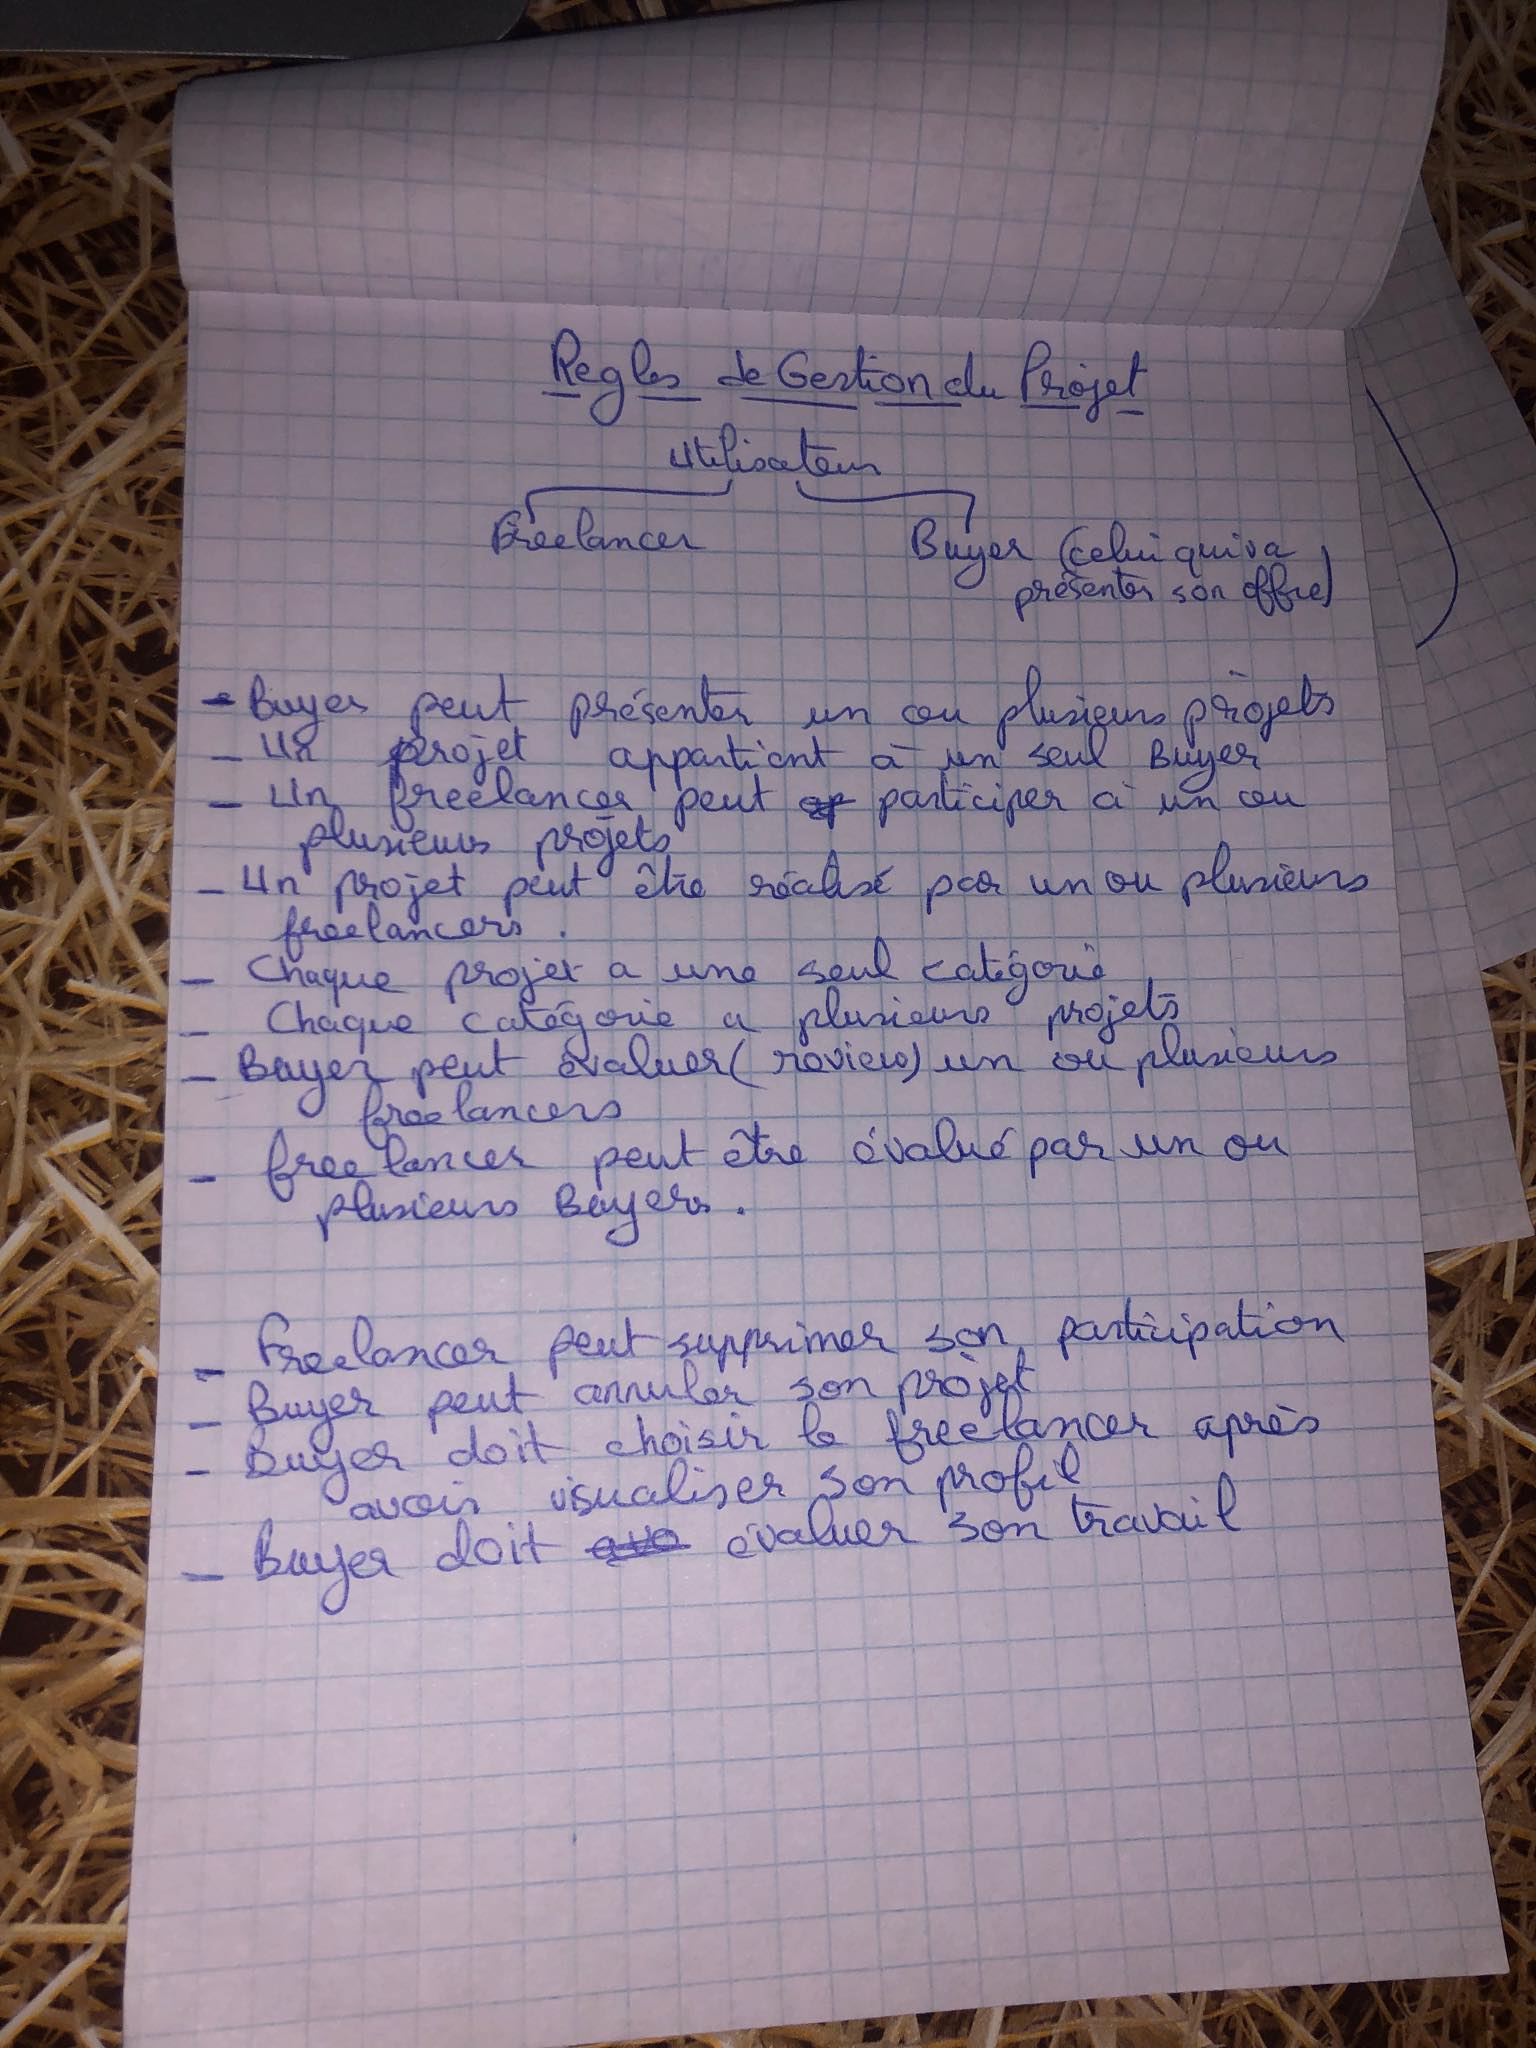 Regles de Gestion du Projet
Utilisateur
Freelancer Buyer (celui qui va
présenter son offre)
- Buyer peut présenter un ou plusieurs projets
- Un projet appartient à un seul Buyer
- Un freelancer peut participer à un ou
plusieurs projets
- Un projet peut être réalisé par un ou plusieurs
freelancers.
- Chaque projet a une seul catégorie
- Chaque catégorie a plusieurs projets
- Buyer peut évaluer (review) un ou plusieurs
freelancers
- freelancer peut être évalué par un ou
plusieurs Buyers.
- Freelancer peut supprimer son participation
- Buyer peut annuler son projet
- Buyer doit choisir le freelancer après
avoir visualiser son profil
- Buyer doit évaluer son travail